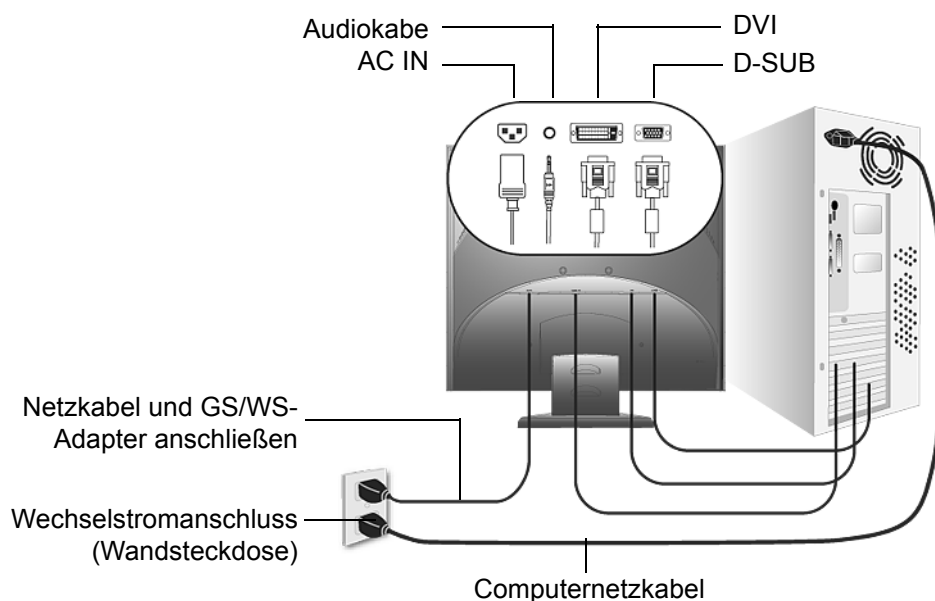 Audiokabe
AC IN
DVI
D-SUB
Netzkabel und GS/WS-
Adapter anschließen
Wechselstromanschluss
(Wandsteckdose)
Computernetzkabel